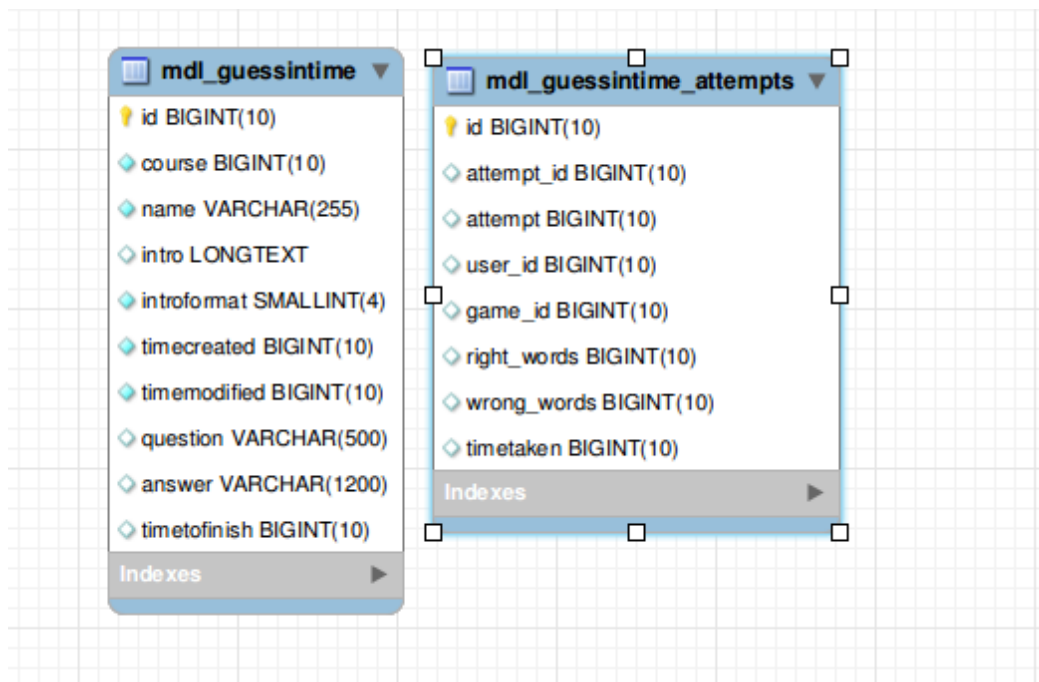 mdl_guessintime
id BIGINT(10)
course BIGINT(10)
name VARCHAR(255)
intro LONGTEXT
introformat SMALLINT(4)
timecreated BIGINT(10)
timemodified BIGINT(10)
question VARCHAR(500)
answer VARCHAR(1200)
timetofinish BIGINT(10)
Indexes
mdl_guessintime_attempts
id BIGINT(10)
attempt_id BIGINT(10)
attempt BIGINT(10)
user_id BIGINT(10)
game_id BIGINT(10)
right_words BIGINT(10)
wrong_words BIGINT(10)
timetaken BIGINT(10)
Indexes